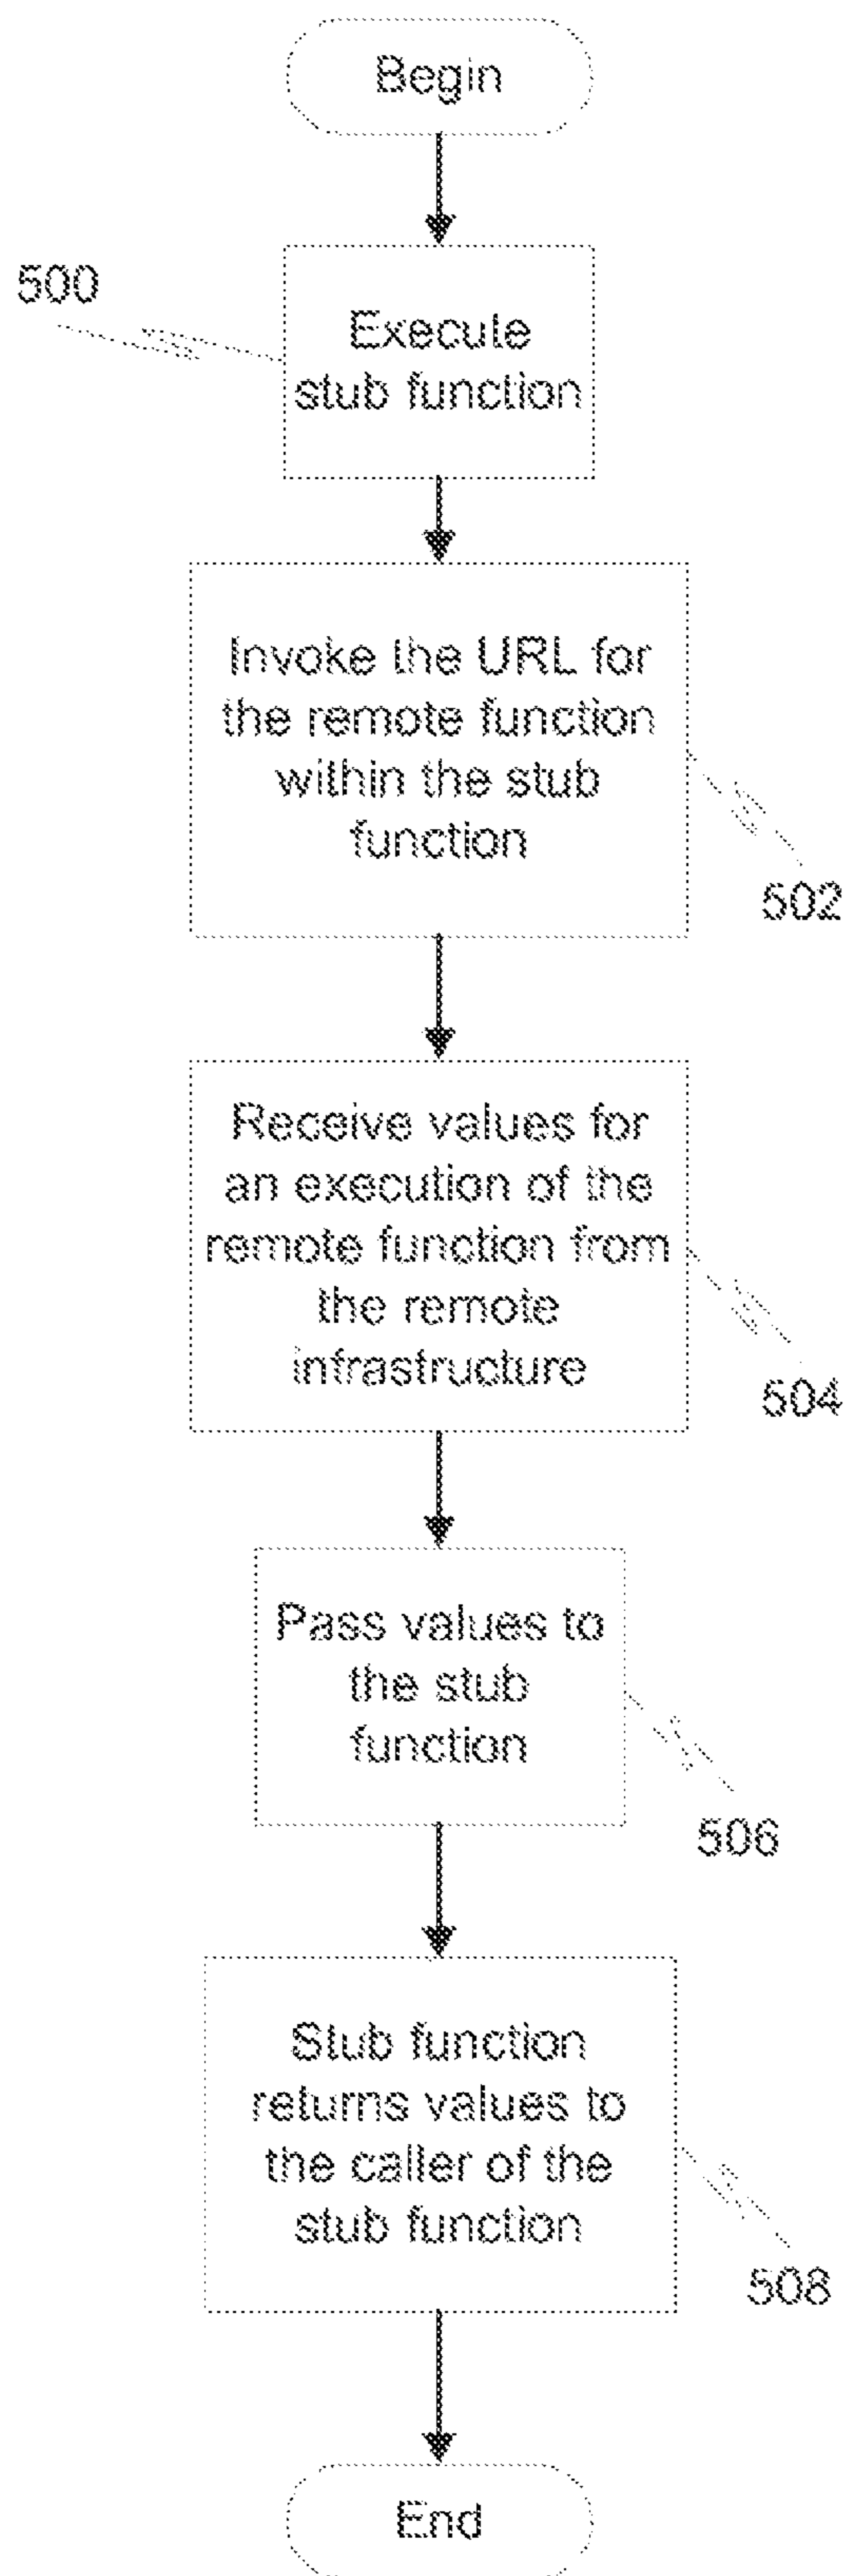 Begin
500
Execute
stub function
Invoke the URL for
the remote function
within the stub
function
502
Receive values for
an execution of the
remote function from
the remote
infrastructure
504
Pass values to
the stub
function
506
Stub function
returns values to
the caller of the
stub function
508
End